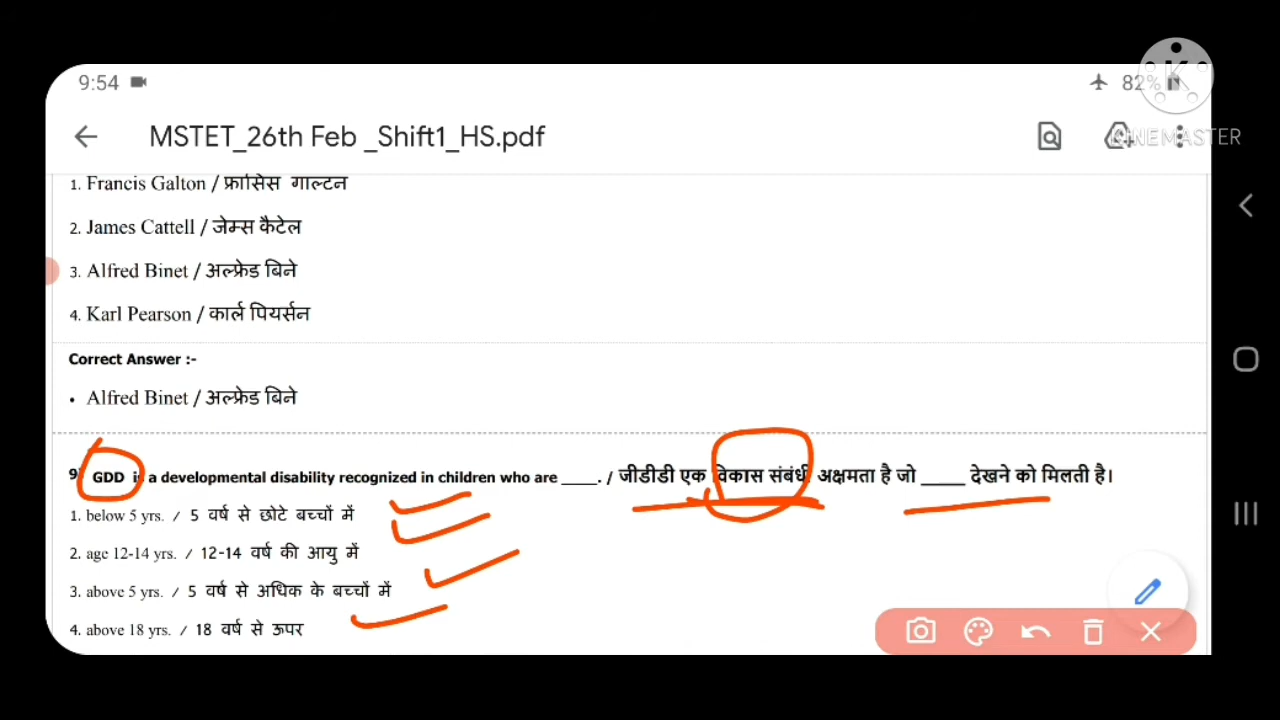 9:54 82%
MSTET_26th Feb _Shift1_HS.pdf
KINEMASTER
1. Francis Galton / फ्रांसिस गाल्टन
2. James Cattell / जेम्स कैटेल
3. Alfred Binet / अल्फ्रेड बिने
4. Karl Pearson / कार्ल पियर्सन
Correct Answer :-
• Alfred Binet / अल्फ्रेड बिने
9) GDD is a developmental disability recognized in children who are ____. / जीडीडी एक विकास संबंधी अक्षमता है जो _____ देखने को मिलती है।
1. below 5 yrs. / 5 वर्ष से छोटे बच्चों में
2. age 12-14 yrs. / 12-14 वर्ष की आयु में
3. above 5 yrs. / 5 वर्ष से अधिक के बच्चों में
4. above 18 yrs. / 18 वर्ष से ऊपर